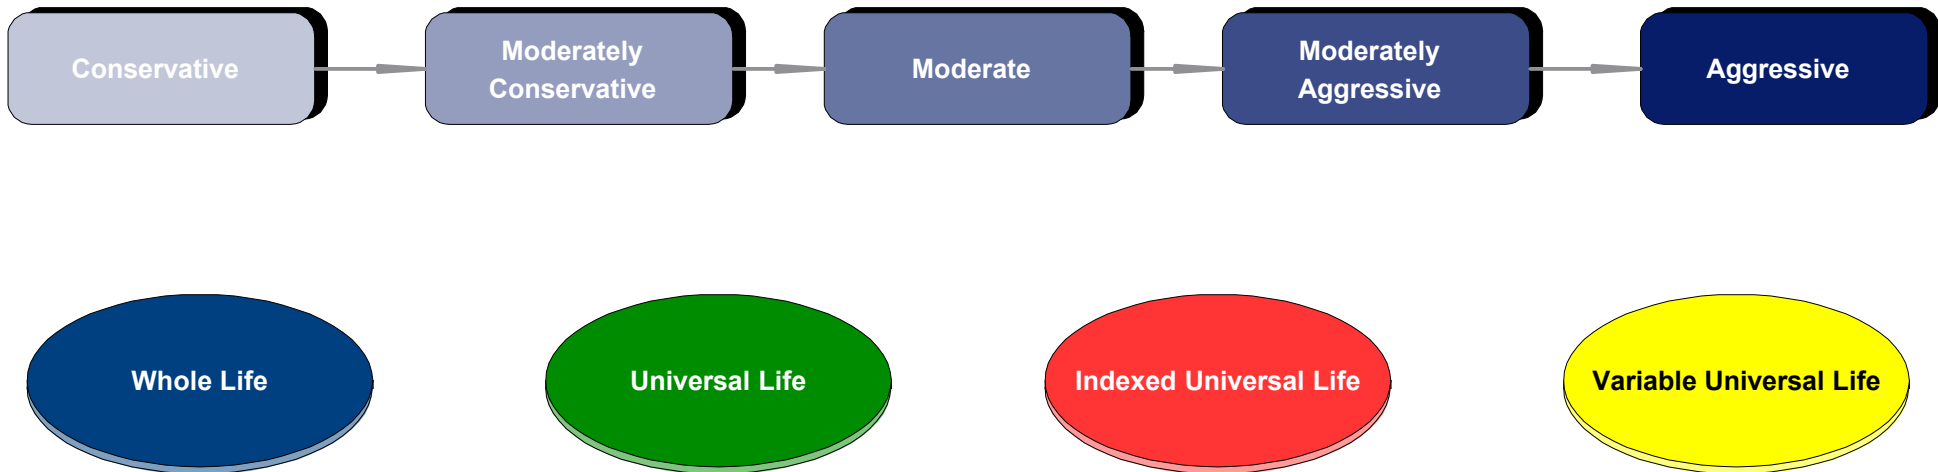 Conservative
Moderately
Conservative
Moderate
Moderately
Aggressive
Aggressive
Whole Life
Universal Life
Indexed Universal Life
Variable Universal Life